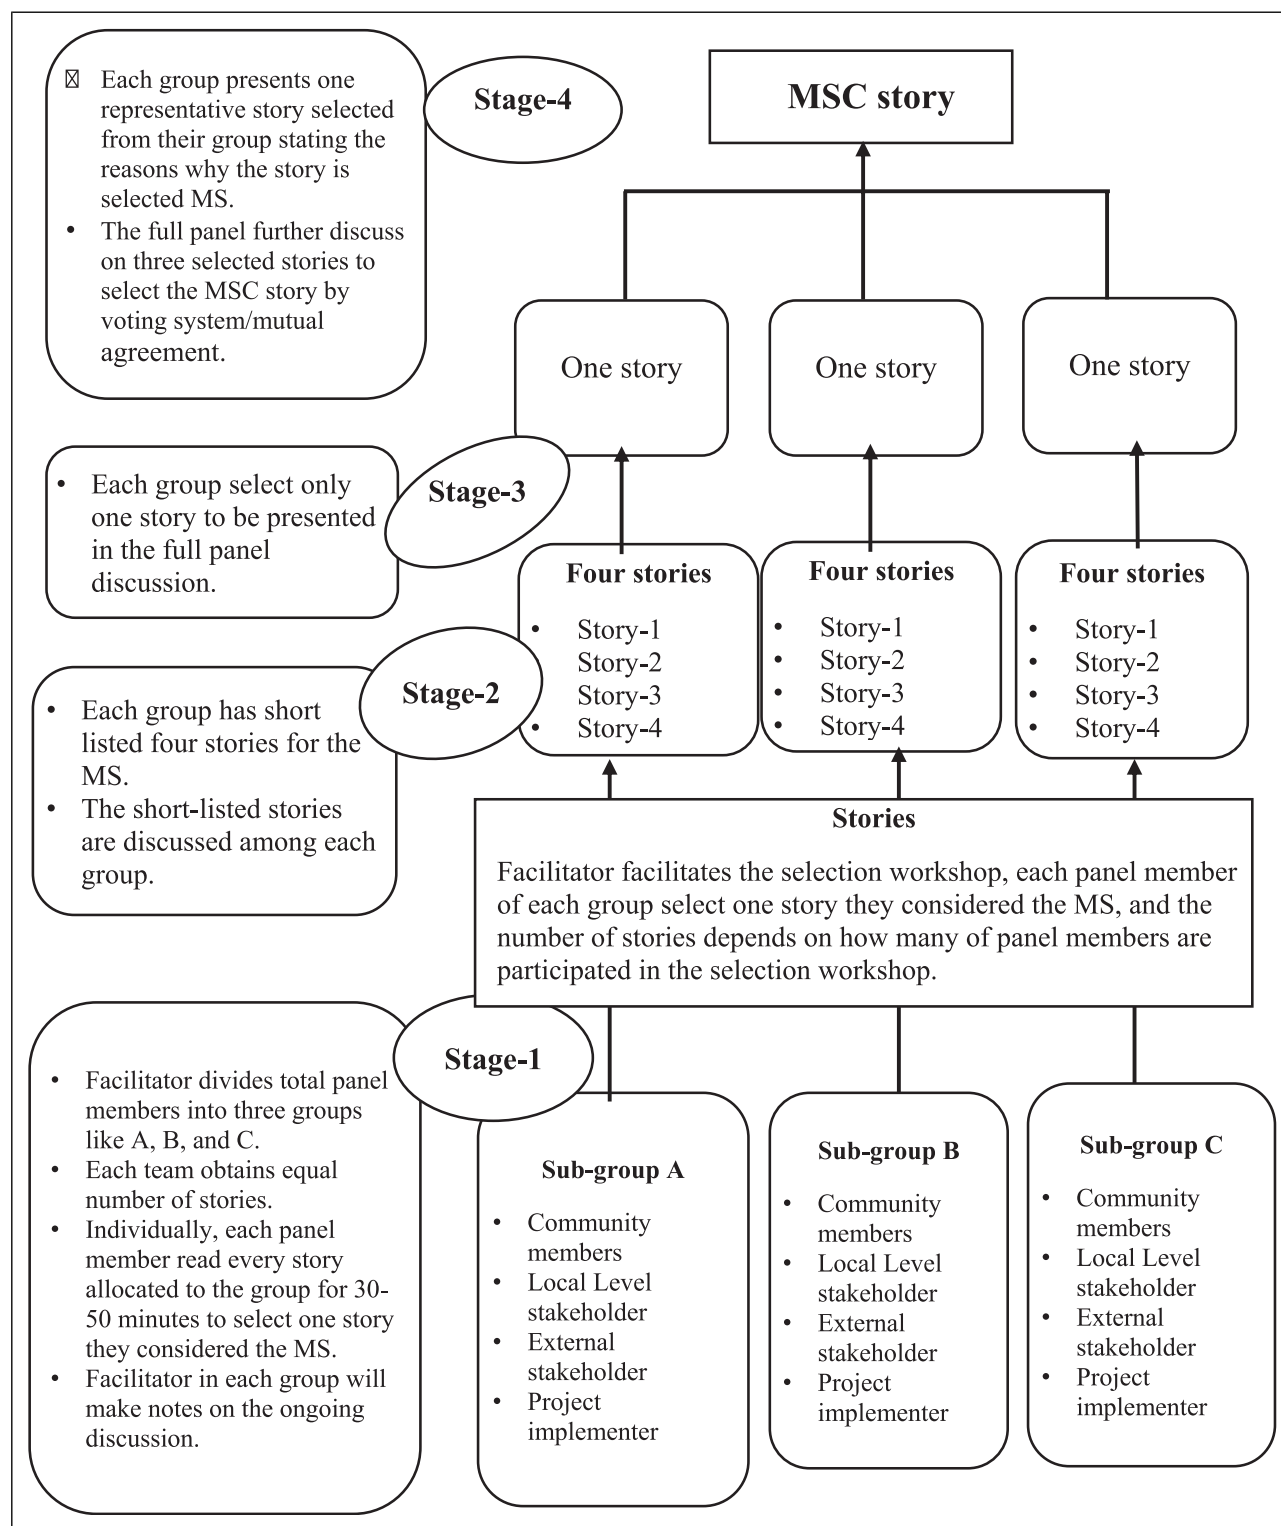 MSC story
Stage-4
☒ Each group presents one
representative story selected
from their group stating the
reasons why the story is
selected MS.
• The full panel further discuss
on three selected stories to
select the MSC story by
voting system/mutual
agreement.
One story
One story
One story
Stage-3
• Each group select only
one story to be presented
in the full panel
discussion.
Four stories
• Story-1
Story-2
Story-3
• Story-4
Four stories
• Story-1
• Story-2
• Story-3
• Story-4
Four stories
• Story-1
• Story-2
• Story-3
• Story-4
Stage-2
• Each group has short
listed four stories for the
MS.
• The short-listed stories
are discussed among each
group.
Stories
Facilitator facilitates the selection workshop, each panel member
of each group select one story they considered the MS, and the
number of stories depends on how many of panel members are
participated in the selection workshop.
Stage-1
• Facilitator divides total panel
members into three groups
like A, B, and C.
• Each team obtains equal
number of stories.
• Individually, each panel
member read every story
allocated to the group for 30-
50 minutes to select one story
they considered the MS.
• Facilitator in each group will
make notes on the ongoing
discussion.
Sub-group A
• Community
members
• Local Level
stakeholder
• External
stakeholder
• Project
implementer
Sub-group B
• Community
members
• Local Level
stakeholder
• External
stakeholder
• Project
implementer
Sub-group C
• Community
members
• Local Level
stakeholder
• External
stakeholder
• Project
implementer